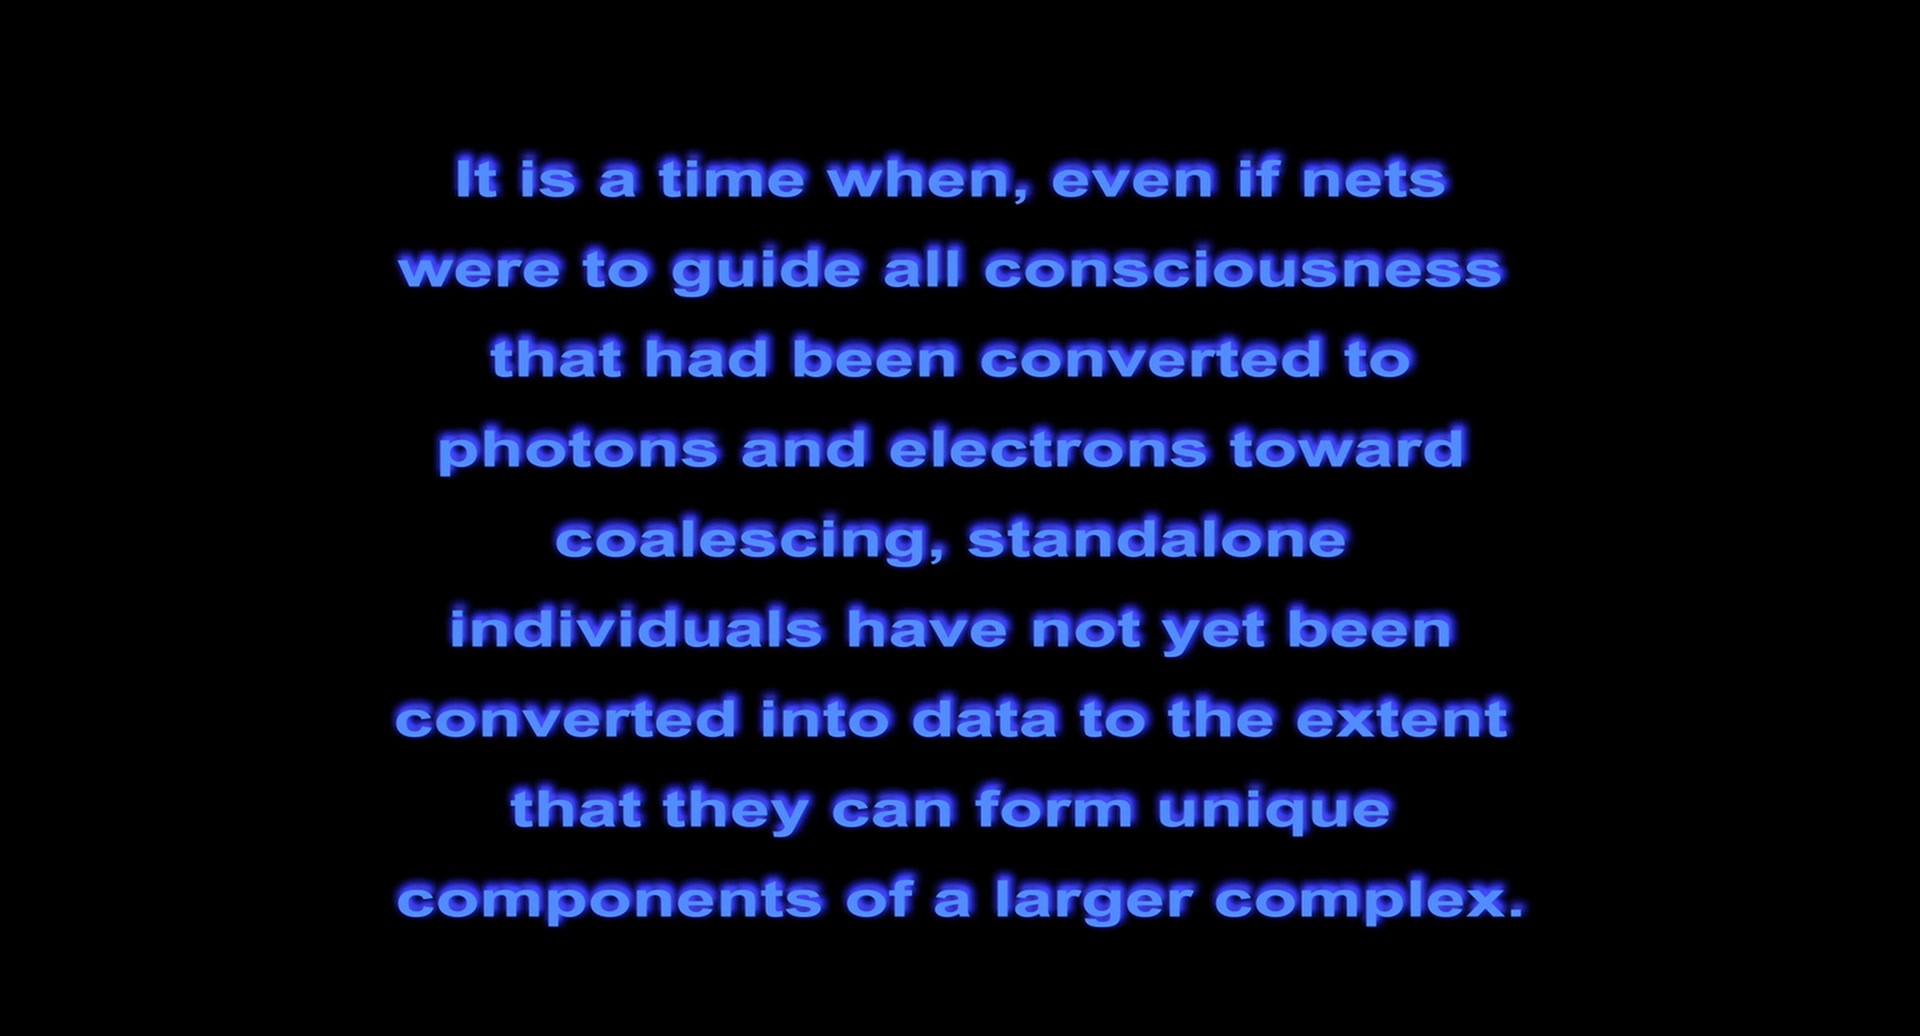 It is a time when, even if nets
were to guide all consciousness
that had been converted to
photons and electrons toward
coalescing, standalone
individuals have not yet been
converted into data to the extent
that they can form unique
components of a larger complex.